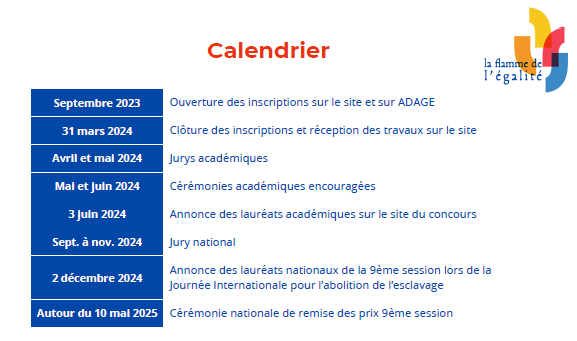 Calendrier
la flamme de
l'égalité
Septembre 2023 Ouverture des inscriptions sur le site et sur ADAGE
31 mars 2024 Clôture des inscriptions et réception des travaux sur le site
Avril et mai 2024 Jurys académiques
Mai et juin 2024 Cérémonies académiques encouragées
3 juin 2024 Annonce des lauréats académiques sur le site du concours
Sept. à nov. 2024 Jury national
2 décembre 2024 Annonce des lauréats nationaux de la 9ème session lors de la
Journée Internationale pour l'abolition de l'esclavage
Autour du 10 mai 2025 Cérémonie nationale de remise des prix 9ème session